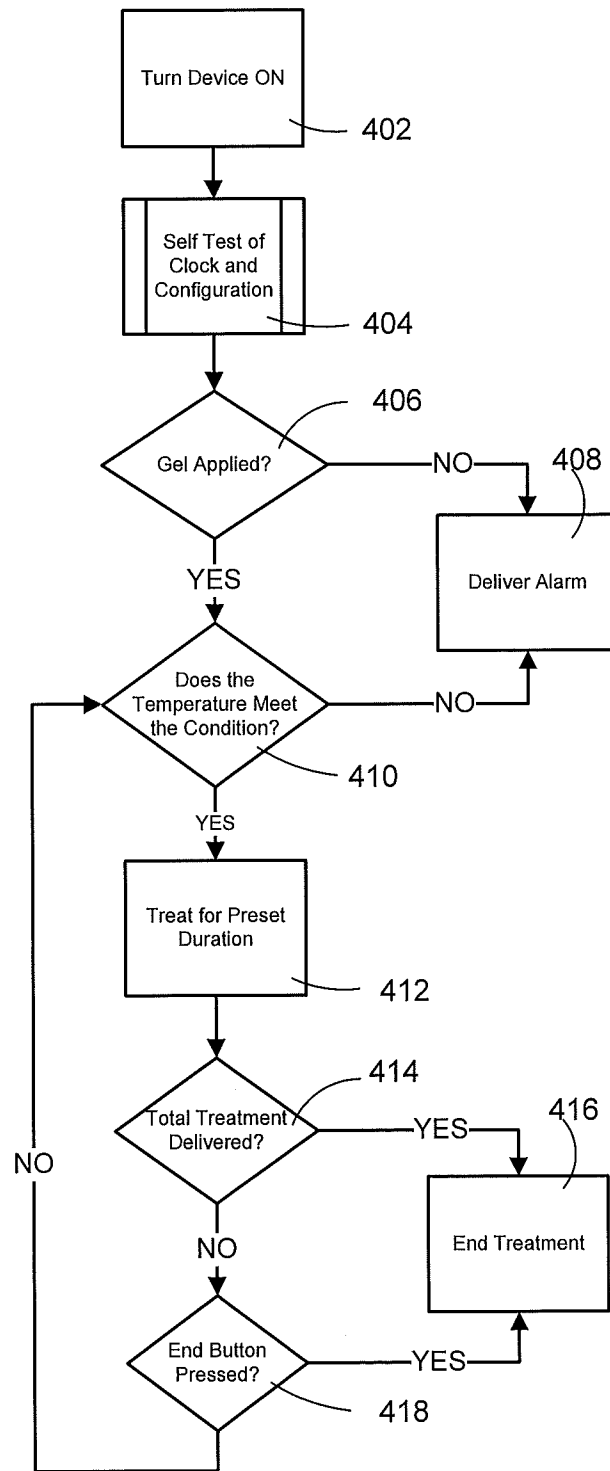 Turn Device ON
402
Self Test of
Clock and
Configuration
404
406
Gel Applied?
NO
408
Deliver Alarm
YES
Does the
Temperature Meet
the Condition?
NO
410
YES
Treat for Preset
Duration
412
414
Total Treatment
Delivered?
YES
416
End Treatment
NO
NO
End Button
Pressed?
YES
418